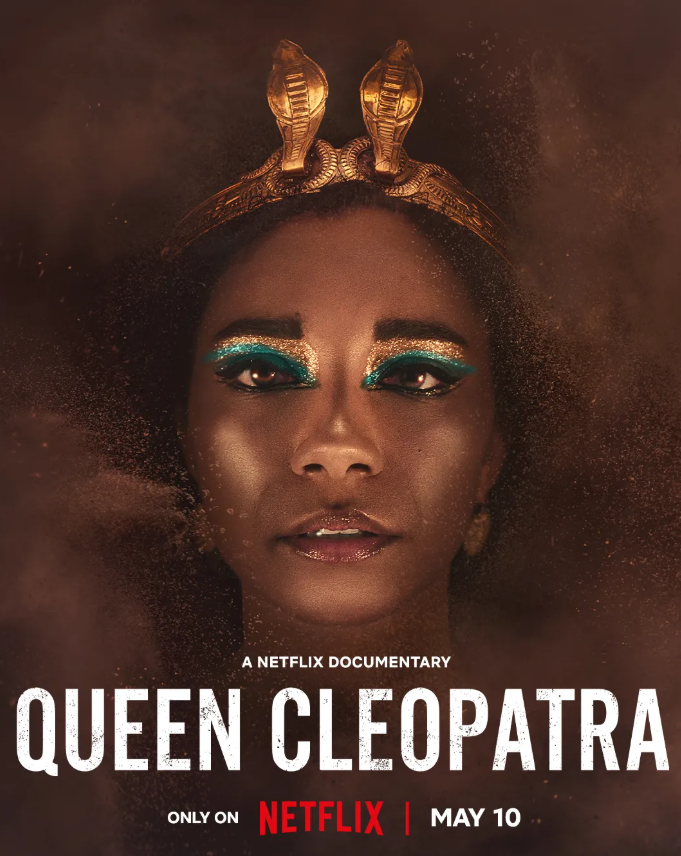 A NETFLIX DOCUMENTARY
QUEEN CLEOPATRA
ONLY ON NETFLIX | MAY 10